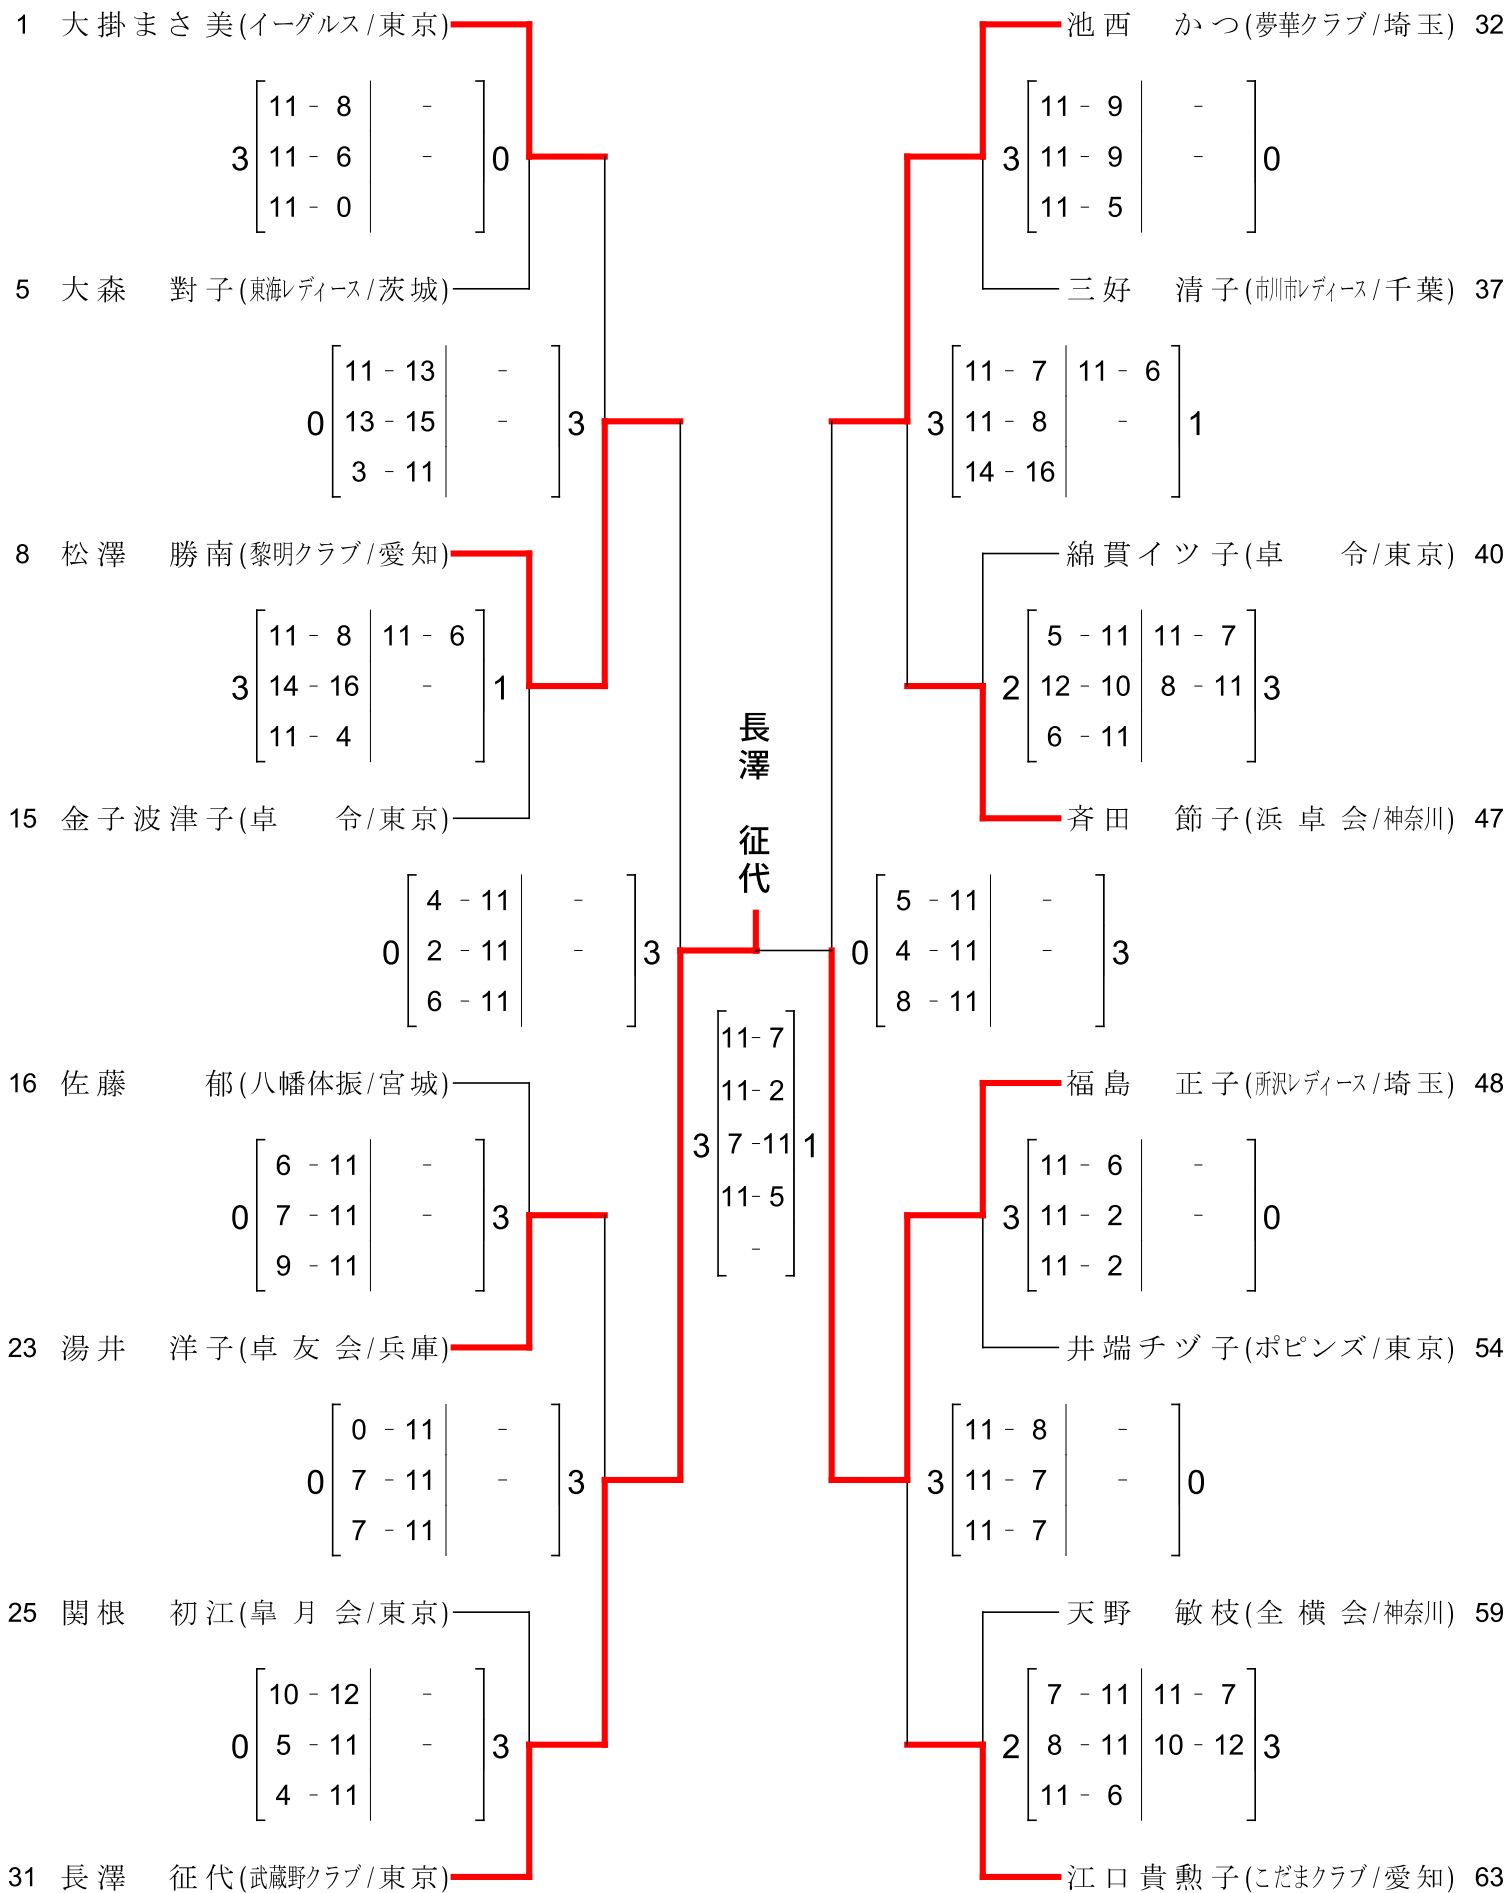 1 大掛まさ美(イーグルス/東京)
11 - 8 -
3 11 - 6 - 0
11 - 0
5 大森 對子(東海レディース/茨城)
11 - 13 -
0 13 - 15 - 3
3 - 11
8 松澤 勝南(黎明クラブ/愛知)
11 - 8 11 - 6
3 14 - 16 - 1
11 - 4
15 金子波津子(卓 令/東京)
4 - 11 -
0 2 - 11 - 3
6 - 11
16 佐藤 郁(八幡体振/宮城)
6 - 11 -
0 7 - 11 - 3
9 - 11
23 湯井 洋子(卓友会/兵庫)
0 - 11 -
0 7 - 11 - 3
7 - 11
25 関根 初江(皐月会/東京)
10 - 12 -
0 5 - 11 - 3
4 - 11
31 長澤 征代(武蔵野クラブ/東京)
長澤 征代
11 - 7
11 - 2
3 7 - 11 1
11 - 5
-
池西 かつ(夢華クラブ/埼玉) 32
11 - 9 -
3 11 - 9 - 0
11 - 5
三好 清子(市川市レディース/千葉) 37
11 - 7 11 - 6
3 11 - 8 - 1
14 - 16
綿貫イツ子(卓 令/東京) 40
5 - 11 11 - 7
2 12 - 10 8 - 11 3
6 - 11
斉田 節子(浜卓会/神奈川) 47
5 - 11 -
0 4 - 11 - 3
8 - 11
福島 正子(所沢レディース/埼玉) 48
11 - 6 -
3 11 - 2 - 0
11 - 2
井端チヅ子(ポピンズ/東京) 54
11 - 8 -
3 11 - 7 - 0
11 - 7
天野 敏枝(全横会/神奈川) 59
7 - 11 11 - 7
2 8 - 11 10 - 12 3
11 - 6
江口貴勲子(こだまクラブ/愛知) 63